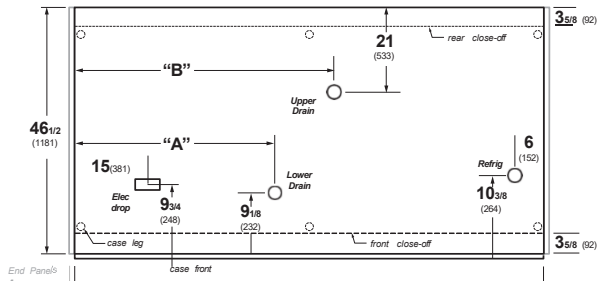 3 5/8 (92)
rear close-off
21
(533)
“B”
Upper
Drain
46 1/2
(1181)
“A”
6
(152)
15 (381)
Lower
Drain
Refrig
Elec
drop
9 3/4
(248)
9 1/8
(232)
10 3/8
(264)
case leg
front close-off
3 5/8 (92)
End Panels
case front